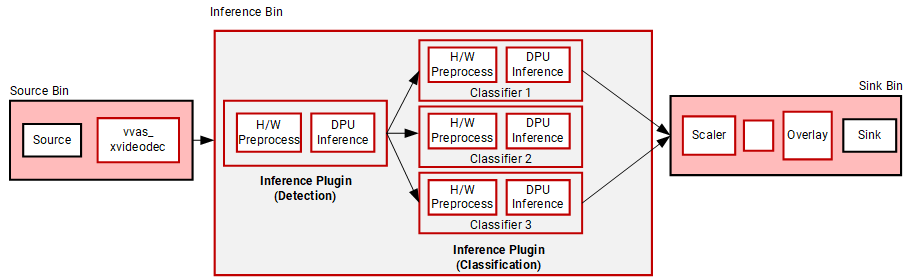 Inference Bin
Source Bin
Source
vvas_
xvideodec
H/W
Preprocess
DPU
Inference
Inference Plugin
(Detection)
H/W
Preprocess
DPU
Inference
Classifier 1
H/W
Preprocess
DPU
Inference
Classifier 2
H/W
Preprocess
DPU
Inference
Classifier 3
Inference Plugin
(Classification)
Sink Bin
Scaler
Overlay
Sink